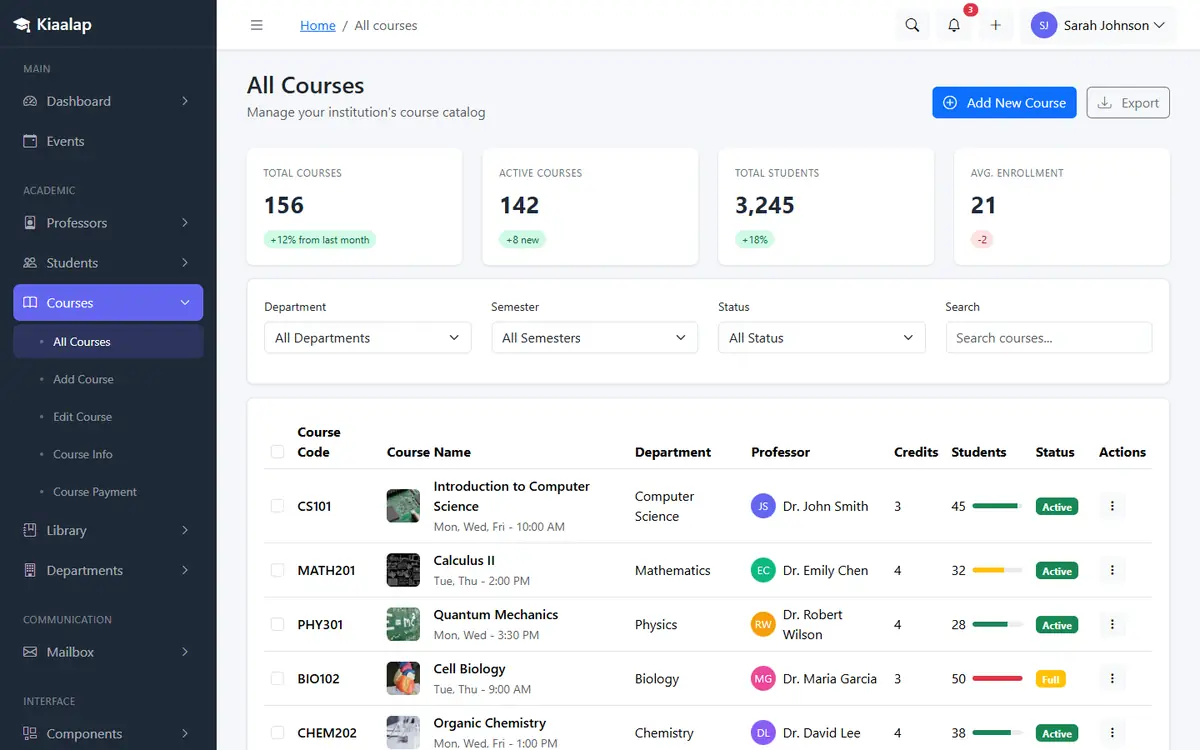 Kiaalap
Home / All courses
3
SJ Sarah Johnson
MAIN
Dashboard
Events
ACADEMIC
Professors
Students
Courses
All Courses
Add Course
Edit Course
Course Info
Course Payment
Library
Departments
COMMUNICATION
Mailbox
INTERFACE
Components
All Courses
Manage your institution's course catalog
Add New Course
Export
TOTAL COURSES
156
+12% from last month
ACTIVE COURSES
142
+8 new
TOTAL STUDENTS
3,245
+18%
AVG. ENROLLMENT
21
-2
Department
All Departments
Semester
All Semesters
Status
All Status
Search
Search courses...
Course Code Course Name Department Professor Credits Students Status Actions
CS101 Introduction to Computer Science Computer Science JS Dr. John Smith 3 45 Active
Mon, Wed, Fri - 10:00 AM
MATH201 Calculus II Mathematics EC Dr. Emily Chen 4 32 Active
Tue, Thu - 2:00 PM
PHY301 Quantum Mechanics Physics RW Dr. Robert Wilson 4 28 Active
Mon, Wed - 3:30 PM
BIO102 Cell Biology Biology MG Dr. Maria Garcia 3 50 Full
Tue, Thu - 9:00 AM
CHEM202 Organic Chemistry Chemistry DL Dr. David Lee 4 38 Active
Mon, Wed, Fri - 1:00 PM